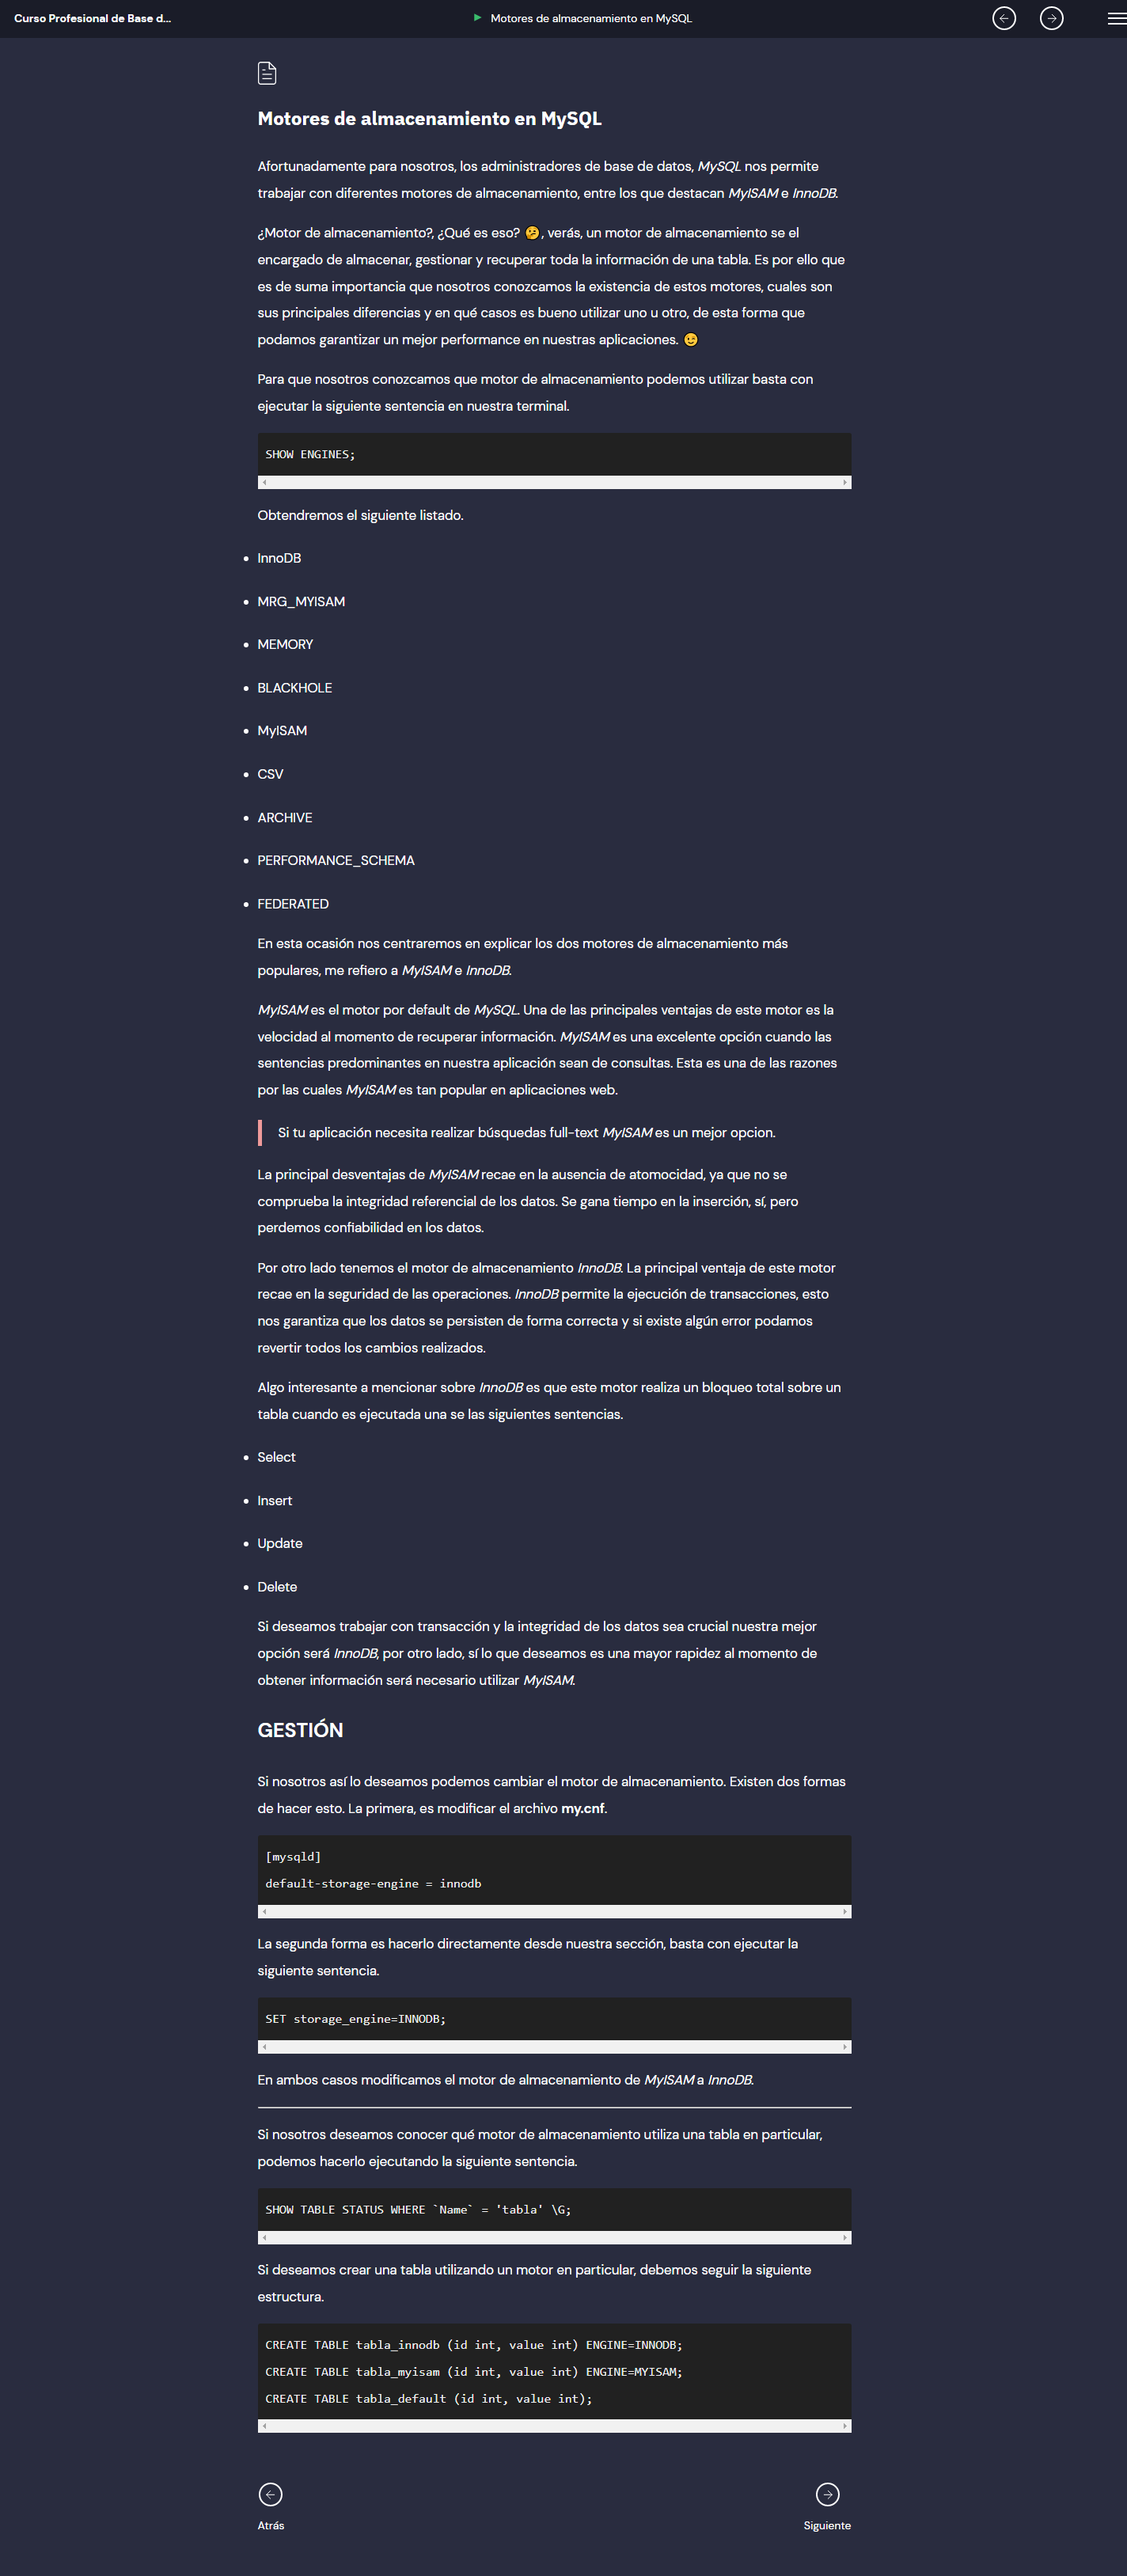 Curso Profesional de Base d...
Motores de almacenamiento en MySQL
Motores de almacenamiento en MySQL
Afortunadamente para nosotros, los administradores de base de datos, MySQL nos permite
trabajar con diferentes motores de almacenamiento, entre los que destacan MyISAM e InnoDB.
¿Motor de almacenamiento?, ¿Qué es eso? 🤔, verás, un motor de almacenamiento se el
encargado de almacenar, gestionar y recuperar toda la información de una tabla. Es por ello que
es de suma importancia que nosotros conozcamos la existencia de estos motores, cuales son
sus principales diferencias y en qué casos es bueno utilizar uno u otro, de esta forma que
podamos garantizar un mejor performance en nuestras aplicaciones. 😉
Para que nosotros conozcamos que motor de almacenamiento podemos utilizar basta con
ejecutar la siguiente sentencia en nuestra terminal.
SHOW ENGINES;
Obtendremos el siguiente listado.
• InnoDB
• MRG_MYISAM
• MEMORY
• BLACKHOLE
• MyISAM
• CSV
• ARCHIVE
• PERFORMANCE_SCHEMA
• FEDERATED
En esta ocasión nos centraremos en explicar los dos motores de almacenamiento más
populares, me refiero a MyISAM e InnoDB.
MyISAM es el motor por default de MySQL. Una de las principales ventajas de este motor es la
velocidad al momento de recuperar información. MyISAM es una excelente opción cuando las
sentencias predominantes en nuestra aplicación sean de consultas. Esta es una de las razones
por las cuales MyISAM es tan popular en aplicaciones web.
Si tu aplicación necesita realizar búsquedas full-text MyISAM es un mejor opcion.
La principal desventajas de MyISAM recae en la ausencia de atomocidad, ya que no se
comprueba la integridad referencial de los datos. Se gana tiempo en la inserción, sí, pero
perdemos confiabilidad en los datos.
Por otro lado tenemos el motor de almacenamiento InnoDB. La principal ventaja de este motor
recae en la seguridad de las operaciones. InnoDB permite la ejecución de transacciones, esto
nos garantiza que los datos se persisten de forma correcta y si existe algún error podamos
revertir todos los cambios realizados.
Algo interesante a mencionar sobre InnoDB es que este motor realiza un bloqueo total sobre un
tabla cuando es ejecutada una se las siguientes sentencias.
• Select
• Insert
• Update
• Delete
Si deseamos trabajar con transacción y la integridad de los datos sea crucial nuestra mejor
opción será InnoDB, por otro lado, sí lo que deseamos es una mayor rapidez al momento de
obtener información será necesario utilizar MyISAM.
GESTIÓN
Si nosotros así lo deseamos podemos cambiar el motor de almacenamiento. Existen dos formas
de hacer esto. La primera, es modificar el archivo my.cnf.
[mysqld]
default-storage-engine = innodb
La segunda forma es hacerlo directamente desde nuestra sección, basta con ejecutar la
siguiente sentencia.
SET storage_engine=INNODB;
En ambos casos modificamos el motor de almacenamiento de MyISAM a InnoDB.
Si nosotros deseamos conocer qué motor de almacenamiento utiliza una tabla en particular,
podemos hacerlo ejecutando la siguiente sentencia.
SHOW TABLE STATUS WHERE `Name` = 'tabla' \G;
Si deseamos crear una tabla utilizando un motor en particular, debemos seguir la siguiente
estructura.
CREATE TABLE tabla_innodb (id int, value int) ENGINE=INNODB;
CREATE TABLE tabla_myisam (id int, value int) ENGINE=MYISAM;
CREATE TABLE tabla_default (id int, value int);
Atrás
Siguiente